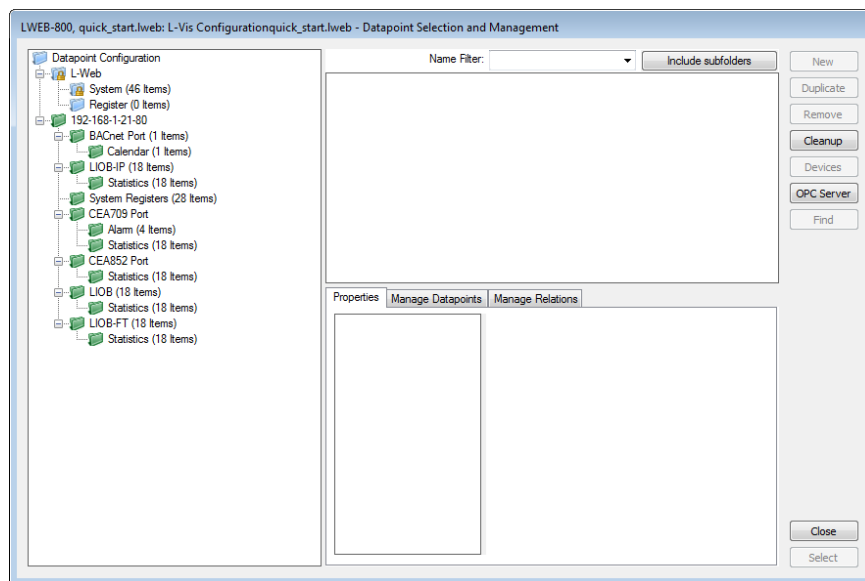 LWEB-800, quick_start.lweb: L-Vis Configurationquick_start.lweb - Datapoint Selection and Management
Datapoint Configuration
L-Web
System (46 Items)
Register (0 Items)
192-168-1-21-80
BACnet Port (1 Items)
Calendar (1 Items)
LIOB-IP (18 Items)
Statistics (18 Items)
System Registers (28 Items)
CEA709 Port
Alarm (4 Items)
Statistics (18 Items)
CEA852 Port
Statistics (18 Items)
LIOB (18 Items)
Statistics (18 Items)
LIOB-FT (18 Items)
Statistics (18 Items)
Name Filter:
Include subfolders
Properties
Manage Datapoints
Manage Relations
New
Duplicate
Remove
Cleanup
Devices
OPC Server
Find
Close
Select